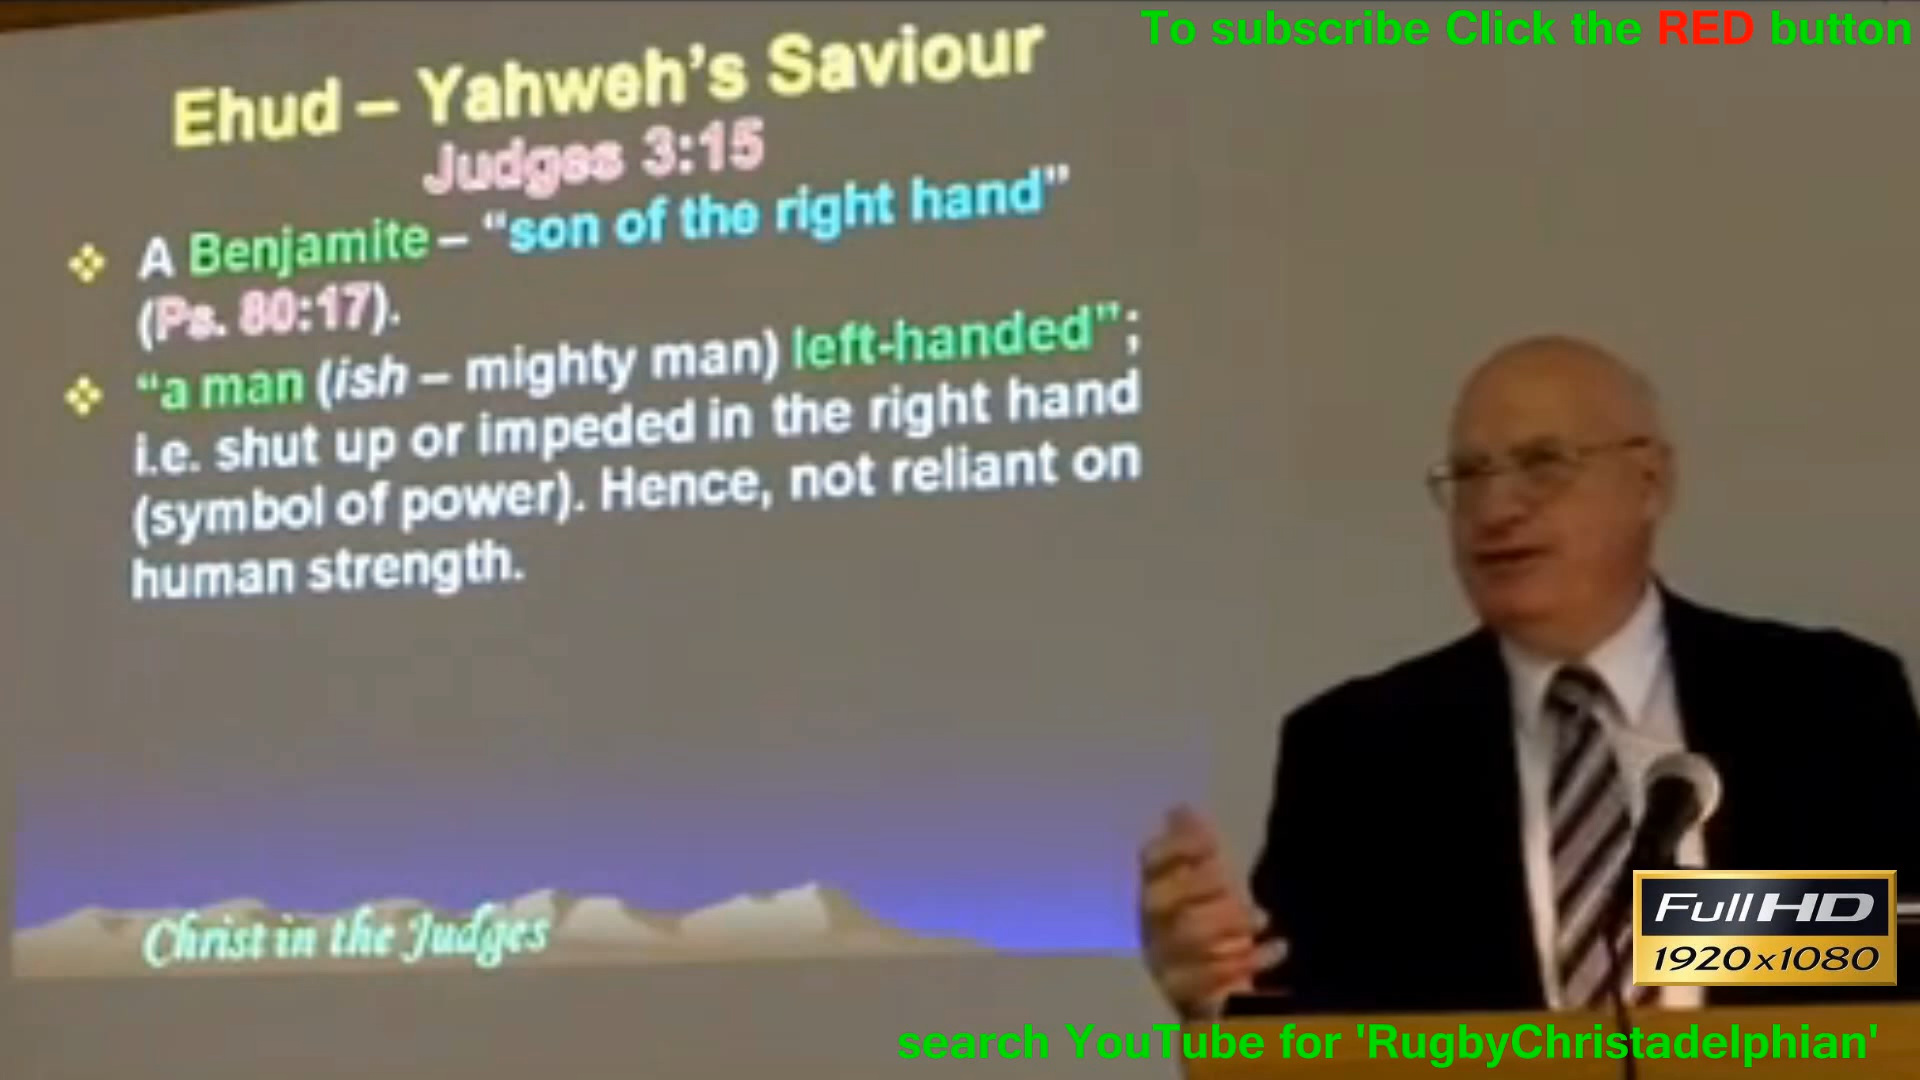 To subscribe Click the RED button
Ehud – Yahweh's Saviour
Judges 3:15
❖ A Benjamite – “son of the right hand”
(Ps. 80:17).
❖ “a man (ish – mighty man) left-handed”;
i.e. shut up or impeded in the right hand
(symbol of power). Hence, not reliant on
human strength.
Christ in the Judges
Full HD
1920x1080
search YouTube for 'RugbyChristadelphian'